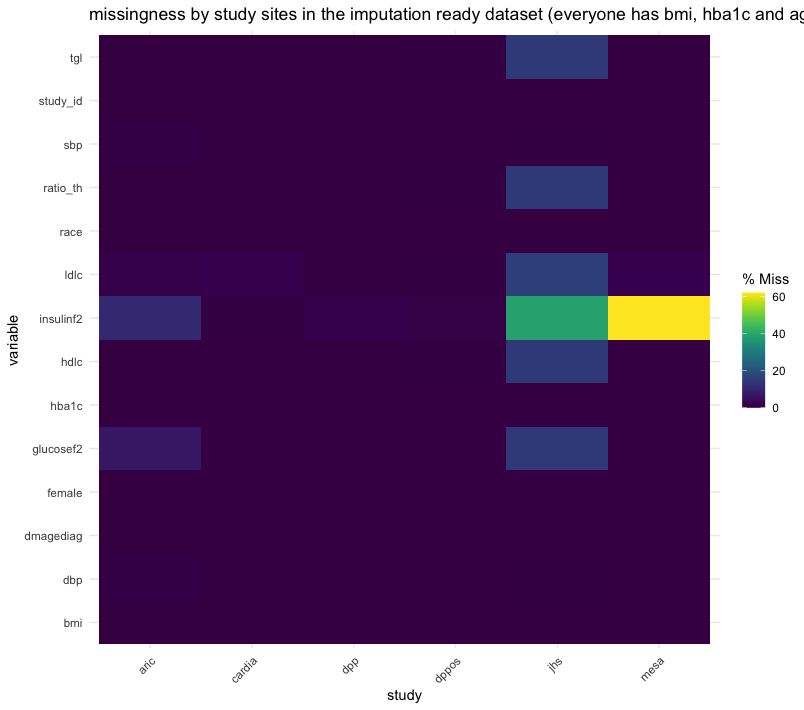 missingness by study sites in the imputation ready dataset (everyone has bmi, hba1c and ag
tgl
study_id
sbp
ratio_th
race
ldlc
insulinf2
hdlc
hba1c
glucosef2
female
dmagediag
dbp
bmi
variable
aric
cardia
dpp
dppos
jhs
mesa
study
% Miss
60
40
20
0